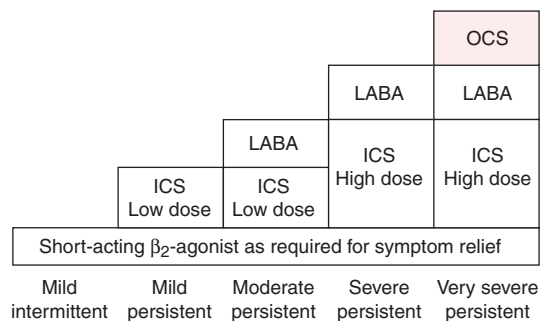 OCS
LABA
LABA
LABA
ICS
High dose
ICS
High dose
ICS
Low dose
ICS
Low dose
Short-acting β₂-agonist as required for symptom relief
Mild
intermittent
Mild
persistent
Moderate
persistent
Severe
persistent
Very severe
persistent